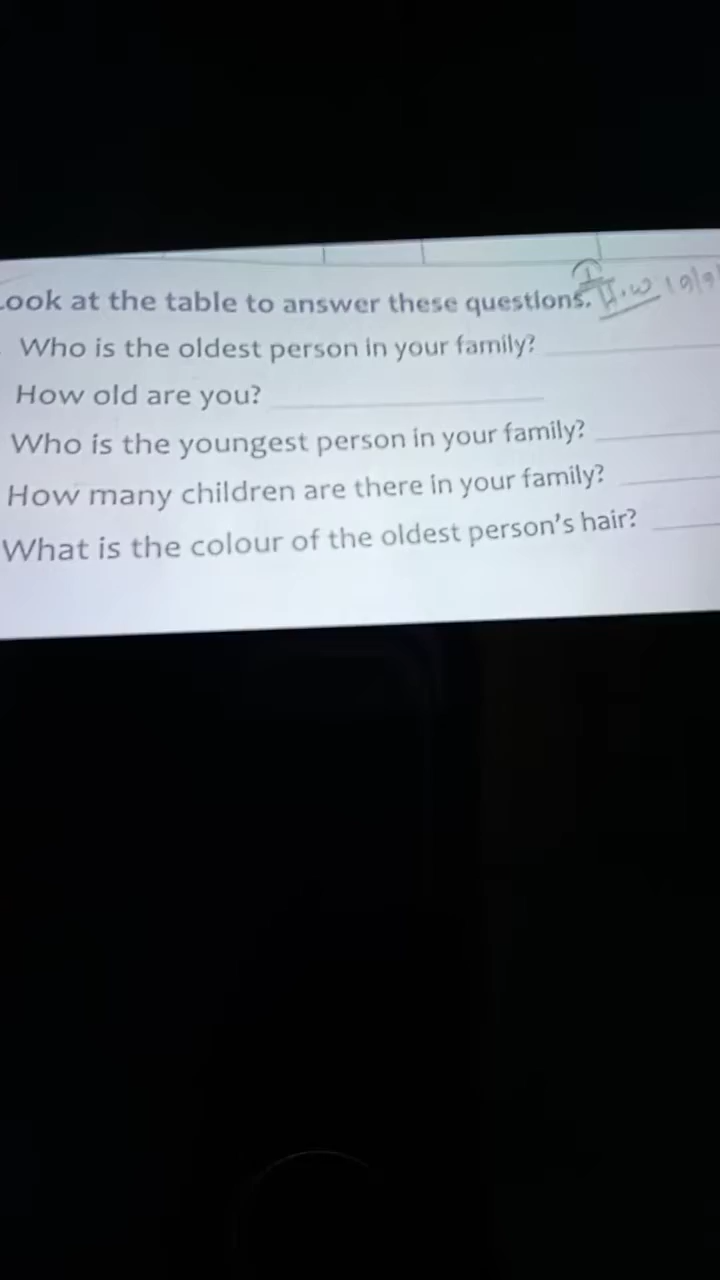 Look at the table to answer these questions. H.W
Who is the oldest person in your family?
How old are you?
Who is the youngest person in your family?
How many children are there in your family?
What is the colour of the oldest person's hair?